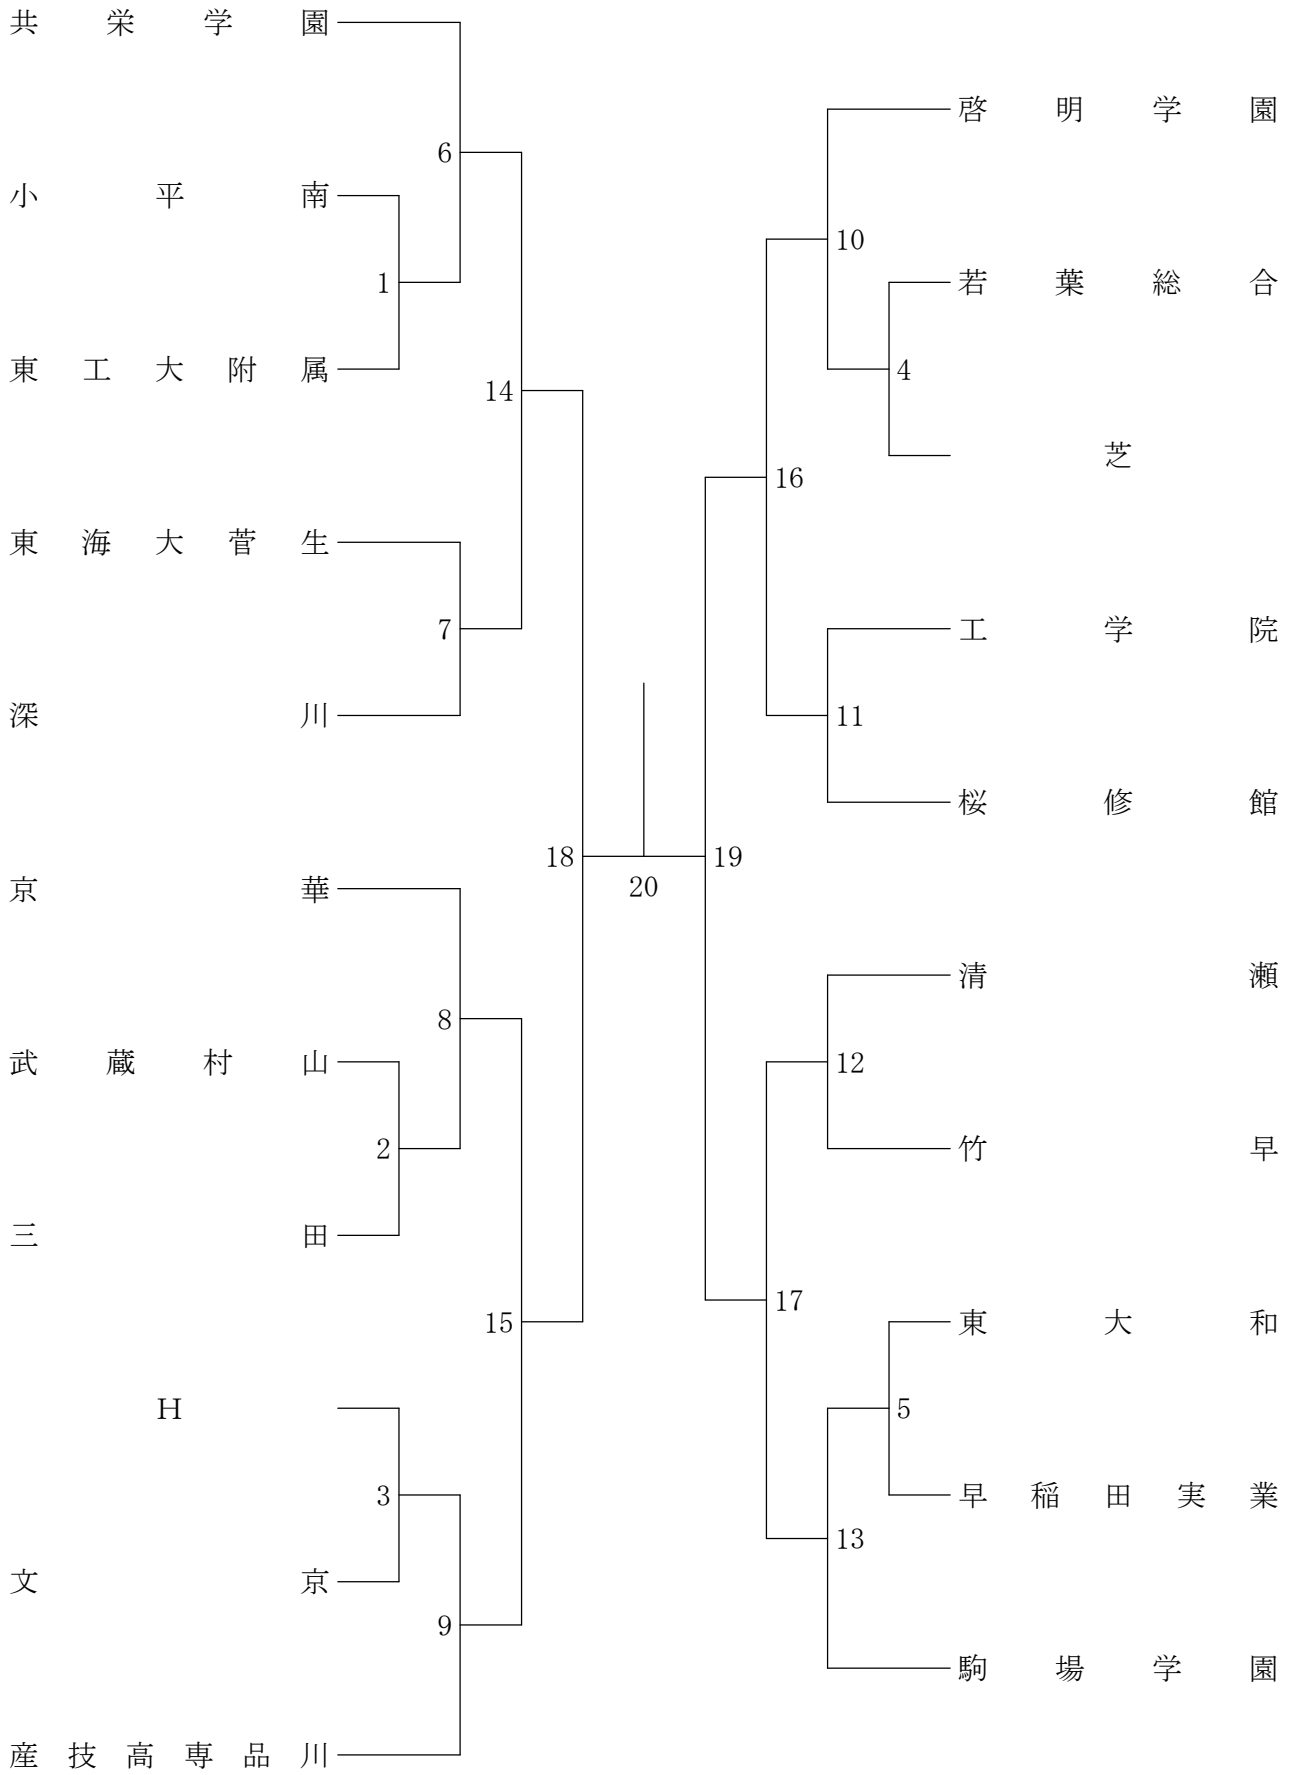 共栄学園
啓明学園
6
小平南
10
1
若葉総合
東工大附属
4
14
芝
16
東海大菅生
7
工学院
深川
11
桜修館
18
19
京華
20
清瀬
8
武蔵村山
12
2
竹早
三田
17
15
東大和
H
5
3
早稲田実業
13
文京
9
駒場学園
産技高専品川